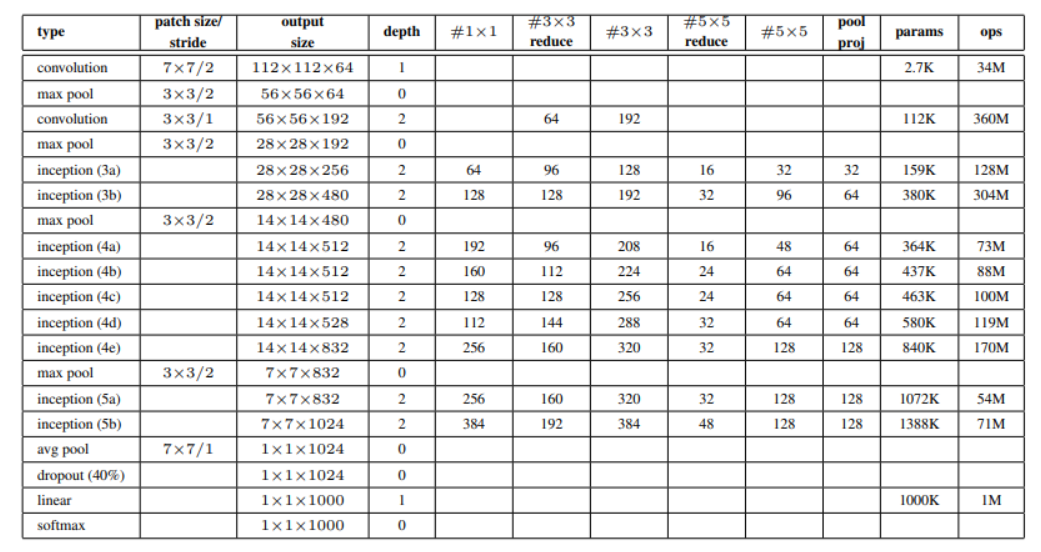 type patch size/ stride output size depth #1×1 #3×3 reduce #3×3 #5×5 reduce #5×5 pool proj params ops
convolution 7×7/2 112×112×64 1 2.7K 34M
max pool 3×3/2 56×56×64 0
convolution 3×3/1 56×56×192 2 64 192 112K 360M
max pool 3×3/2 28×28×192 0
inception (3a) 28×28×256 2 64 96 128 16 32 32 159K 128M
inception (3b) 28×28×480 2 128 128 192 32 96 64 380K 304M
max pool 3×3/2 14×14×480 0
inception (4a) 14×14×512 2 192 96 208 16 48 64 364K 73M
inception (4b) 14×14×512 2 160 112 224 24 64 64 437K 88M
inception (4c) 14×14×512 2 128 128 256 24 64 64 463K 100M
inception (4d) 14×14×528 2 112 144 288 32 64 64 580K 119M
inception (4e) 14×14×832 2 256 160 320 32 128 128 840K 170M
max pool 3×3/2 7×7×832 0
inception (5a) 7×7×832 2 256 160 320 32 128 128 1072K 54M
inception (5b) 7×7×1024 2 384 192 384 48 128 128 1388K 71M
avg pool 7×7/1 1×1×1024 0
dropout (40%) 1×1×1024 0
linear 1×1×1000 1 1000K 1M
softmax 1×1×1000 0